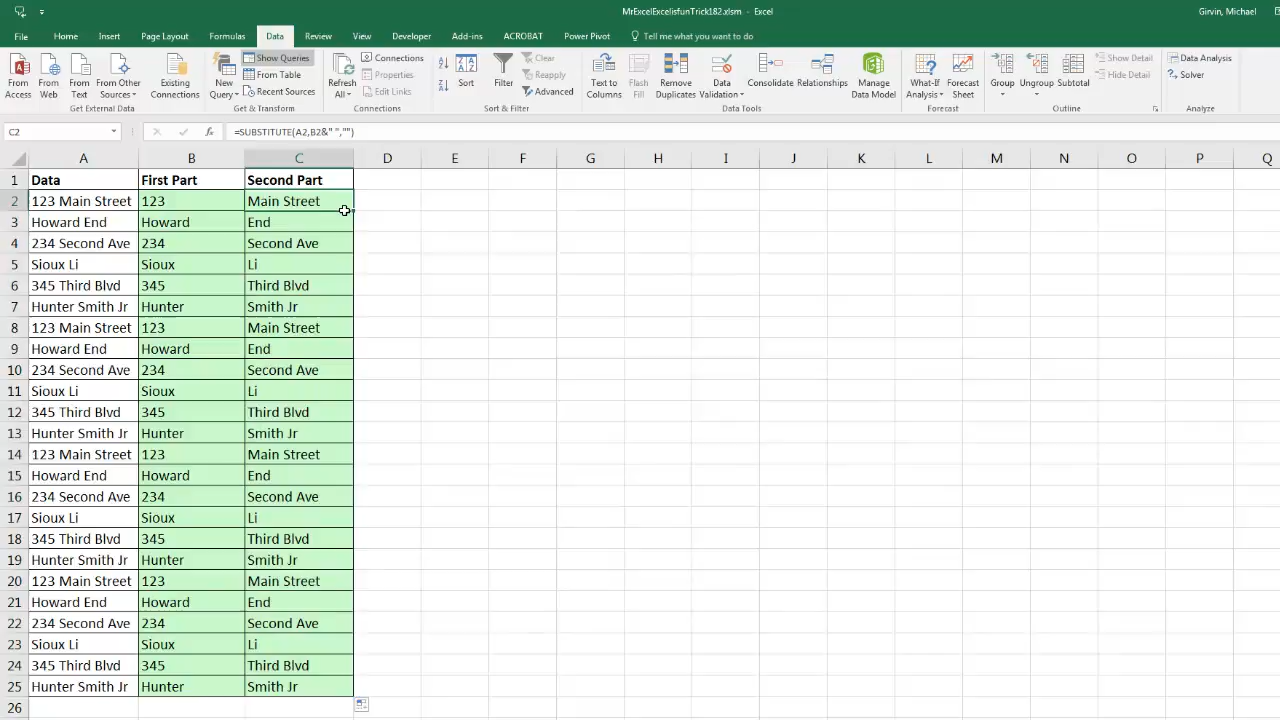 MrExcelExcelisfunTrick182.xlsm - Excel
Girvin, Michael
File Home Insert Page Layout Formulas Data Review View Developer Add-ins ACROBAT Power Pivot Tell me what you want to do
From Access
From Web
From Text
From Other Sources
Existing Connections
New Query
Show Queries
From Table
Recent Sources
Refresh All
Connections
Properties
Edit Links
Sort
Filter
Clear
Reapply
Advanced
Text to Columns
Flash Fill
Remove Duplicates
Data Validation
Consolidate
Relationships
Manage Data Model
What-If Analysis
Forecast Sheet
Group
Ungroup
Subtotal
Show Detail
Hide Detail
Data Analysis
Solver
Get External Data
Get & Transform
Connections
Sort & Filter
Data Tools
Forecast
Outline
Analyze
C2 fx =SUBSTITUTE(A2,B2&" ","")
A B C D E F G H I J K L M N O P Q
1 Data First Part Second Part
2 123 Main Street 123 Main Street
3 Howard End Howard End
4 234 Second Ave 234 Second Ave
5 Sioux Li Sioux Li
6 345 Third Blvd 345 Third Blvd
7 Hunter Smith Jr Hunter Smith Jr
8 123 Main Street 123 Main Street
9 Howard End Howard End
10 234 Second Ave 234 Second Ave
11 Sioux Li Sioux Li
12 345 Third Blvd 345 Third Blvd
13 Hunter Smith Jr Hunter Smith Jr
14 123 Main Street 123 Main Street
15 Howard End Howard End
16 234 Second Ave 234 Second Ave
17 Sioux Li Sioux Li
18 345 Third Blvd 345 Third Blvd
19 Hunter Smith Jr Hunter Smith Jr
20 123 Main Street 123 Main Street
21 Howard End Howard End
22 234 Second Ave 234 Second Ave
23 Sioux Li Sioux Li
24 345 Third Blvd 345 Third Blvd
25 Hunter Smith Jr Hunter Smith Jr
26